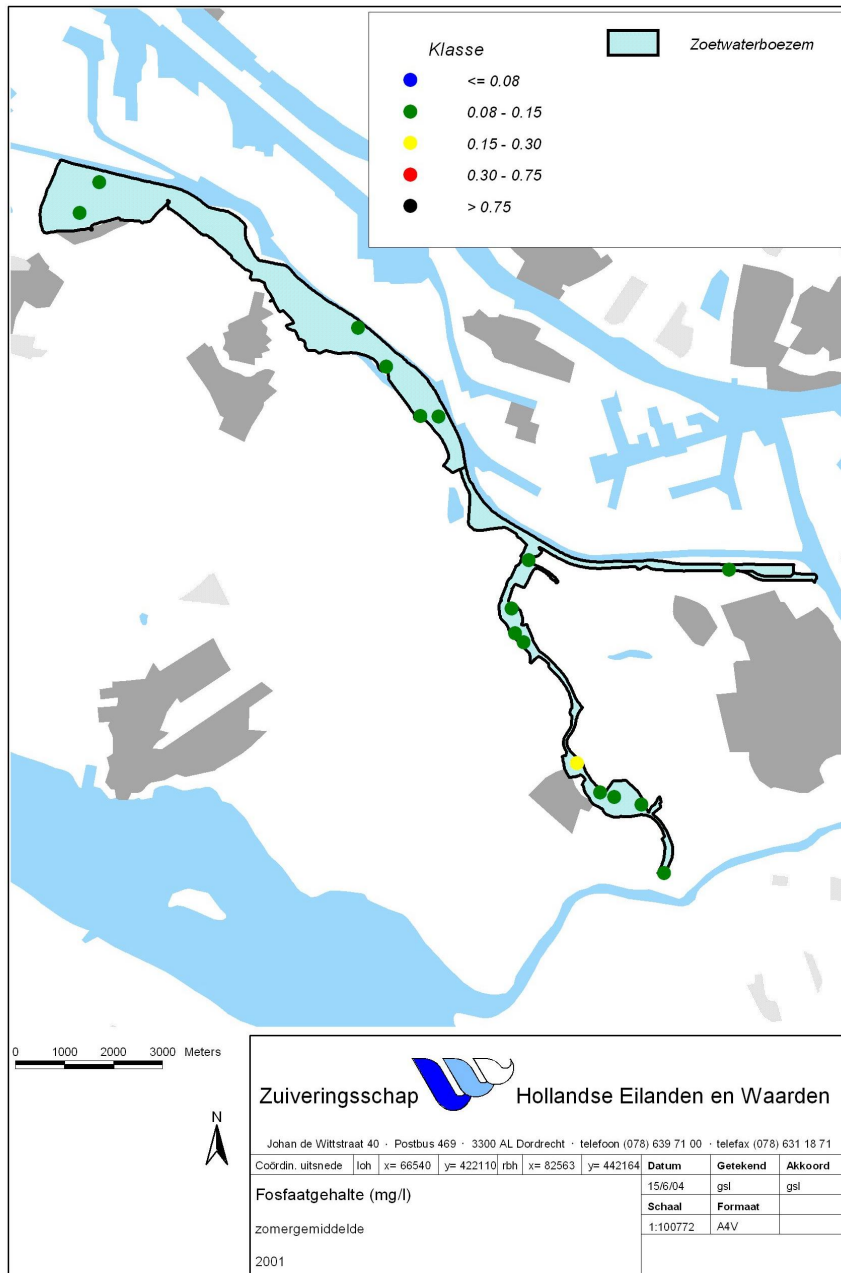 Klasse
Zoetwaterboezem
<= 0.08
0.08 - 0.15
0.15 - 0.30
0.30 - 0.75
> 0.75
0 1000 2000 3000 Meters
N
Zuiveringsschap Hollandse Eilanden en Waarden
Johan de Wittstraat 40 · Postbus 469 · 3300 AL Dordrecht · telefoon (078) 639 71 00 · telefax (078) 631 18 71
Coördin. uitsnede loh x= 66540 y= 422110 rbh x= 82563 y= 442164 Datum Getekend Akkoord
15/6/04 gsl gsl
Fosfaatgehalte (mg/l)
Schaal Formaat
zomergemiddelde
1:100772 A4V
2001